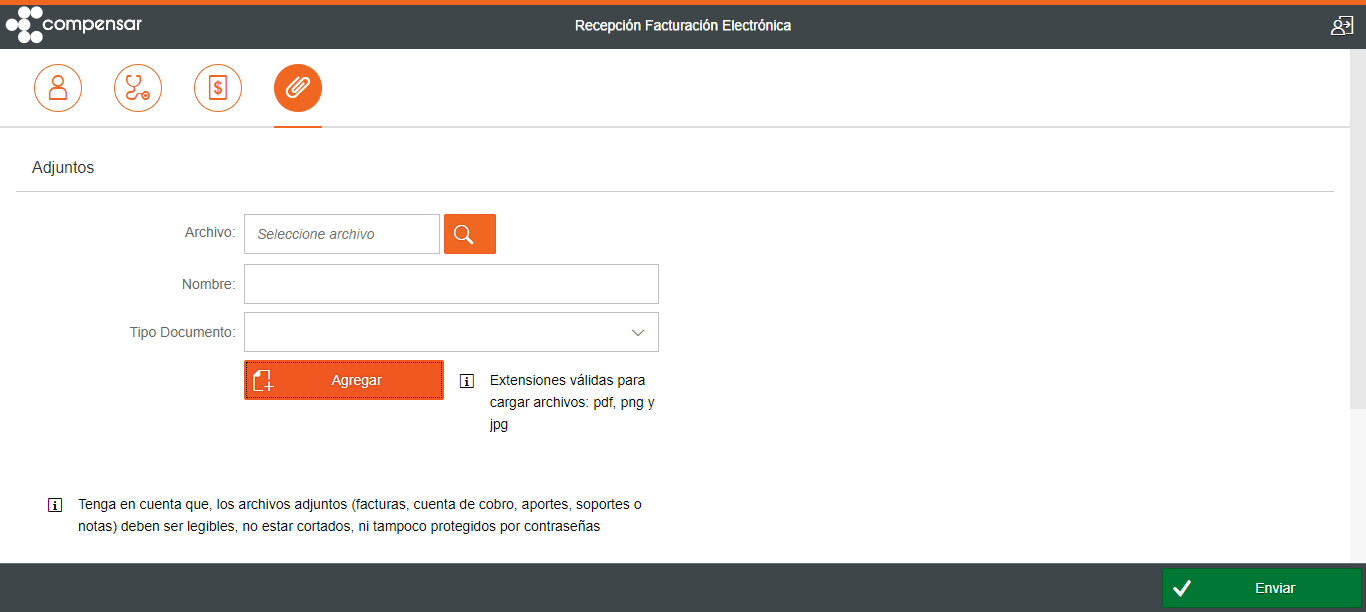 compensar
Recepción Facturación Electrónica
$
Adjuntos
Archivo:
Seleccione archivo
Nombre:
Tipo Documento:
Agregar
i
Extensiones válidas para
cargar archivos: pdf, png y
jpg
i
Tenga en cuenta que, los archivos adjuntos (facturas, cuenta de cobro, aportes, soportes o
notas) deben ser legibles, no estar cortados, ni tampoco protegidos por contraseñas
Enviar